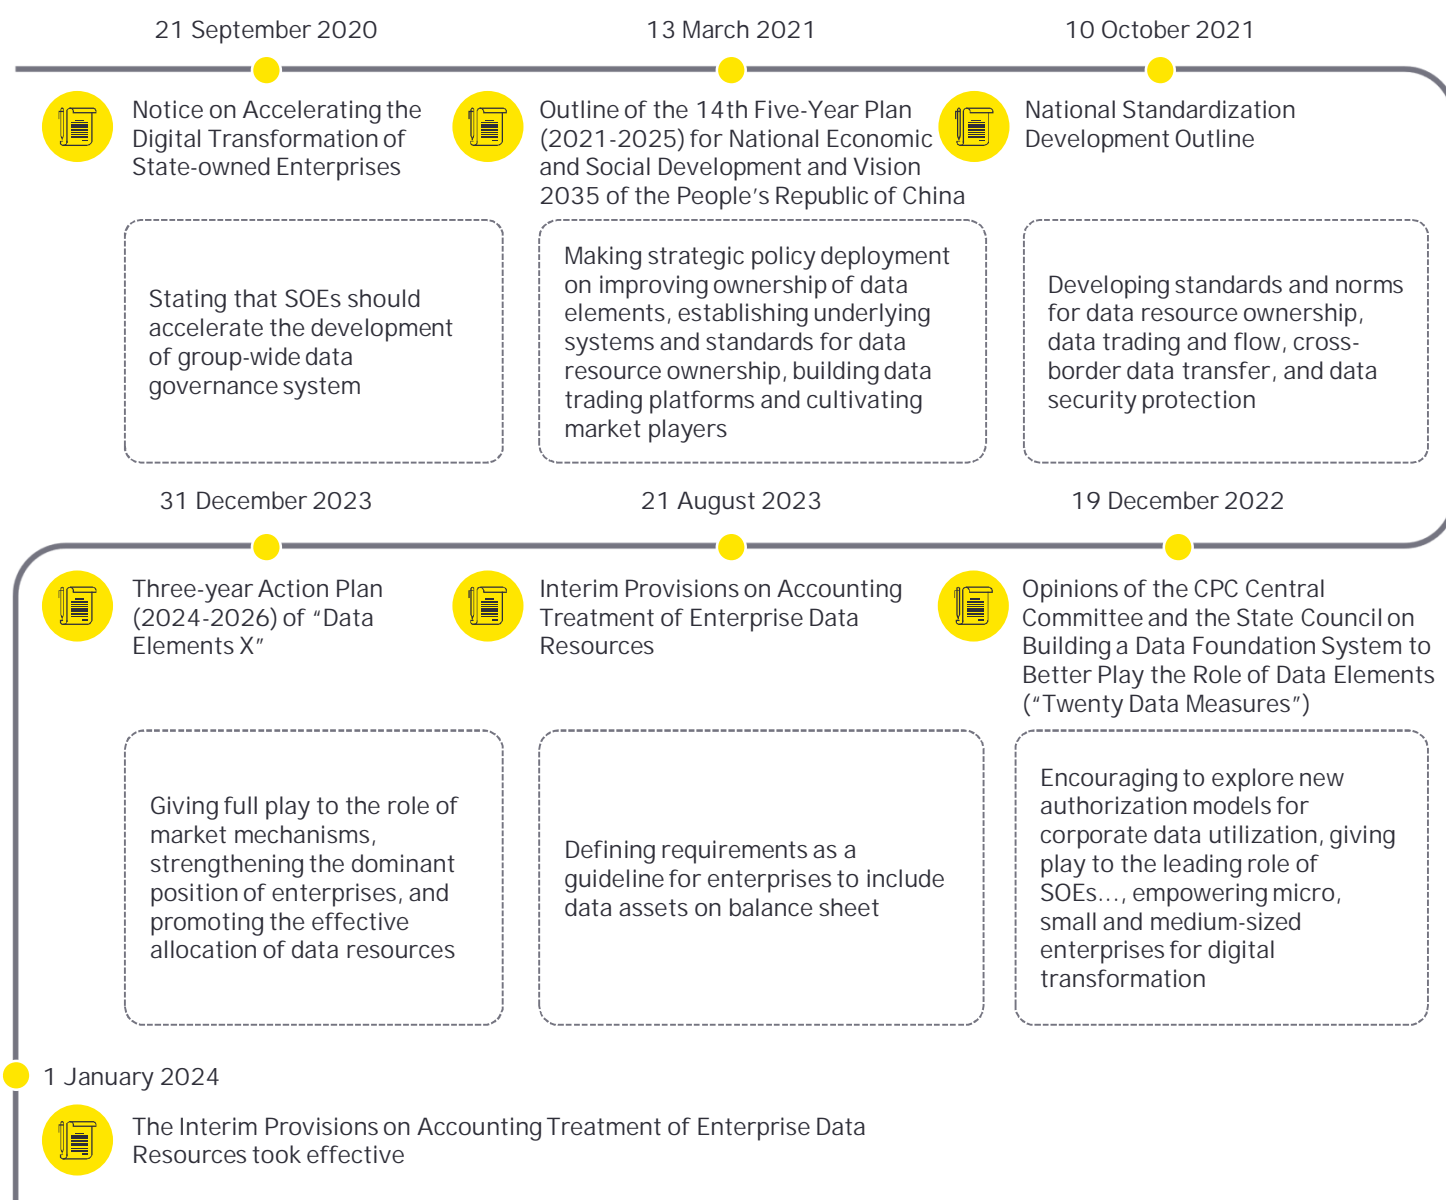 21 September 2020
Notice on Accelerating the
Digital Transformation of
State-owned Enterprises
Stating that SOEs should
accelerate the development
of group-wide data
governance system
13 March 2021
Outline of the 14th Five-Year Plan
(2021-2025) for National Economic
and Social Development and Vision
2035 of the People's Republic of China
Making strategic policy deployment
on improving ownership of data
elements, establishing underlying
systems and standards for data
resource ownership, building data
trading platforms and cultivating
market players
10 October 2021
National Standardization
Development Outline
Developing standards and norms
for data resource ownership,
data trading and flow, cross-
border data transfer, and data
security protection
19 December 2022
Opinions of the CPC Central
Committee and the State Council on
Building a Data Foundation System to
Better Play the Role of Data Elements
("Twenty Data Measures")
Encouraging to explore new
authorization models for
corporate data utilization, giving
play to the leading role of
SOEs..., empowering micro,
small and medium-sized
enterprises for digital
transformation
21 August 2023
Interim Provisions on Accounting
Treatment of Enterprise Data
Resources
Defining requirements as a
guideline for enterprises to include
data assets on balance sheet
31 December 2023
Three-year Action Plan
(2024-2026) of "Data
Elements X"
Giving full play to the role of
market mechanisms,
strengthening the dominant
position of enterprises, and
promoting the effective
allocation of data resources
1 January 2024
The Interim Provisions on Accounting Treatment of Enterprise Data
Resources took effective